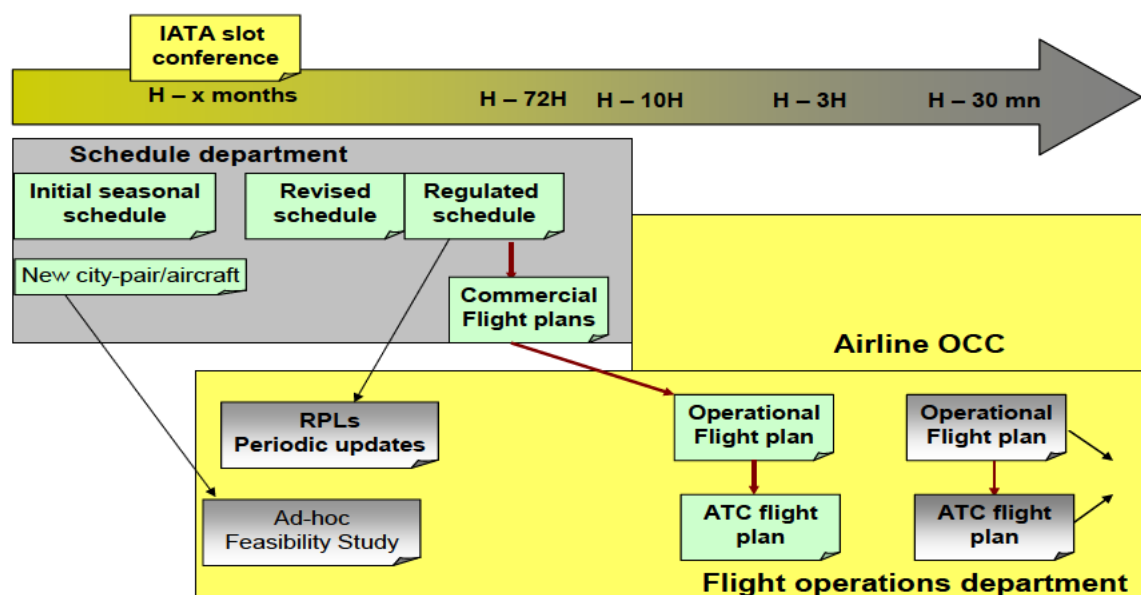 IATA slot
conference
H – x months
H – 72H
H – 10H
H – 3H
H – 30 mn
Schedule department
Initial seasonal
schedule
Revised
schedule
Regulated
schedule
New city-pair/aircraft
Commercial
Flight plans
Airline OCC
RPLs
Periodic updates
Operational
Flight plan
Operational
Flight plan
Ad-hoc
Feasibility Study
ATC flight
plan
ATC flight
plan
Flight operations department